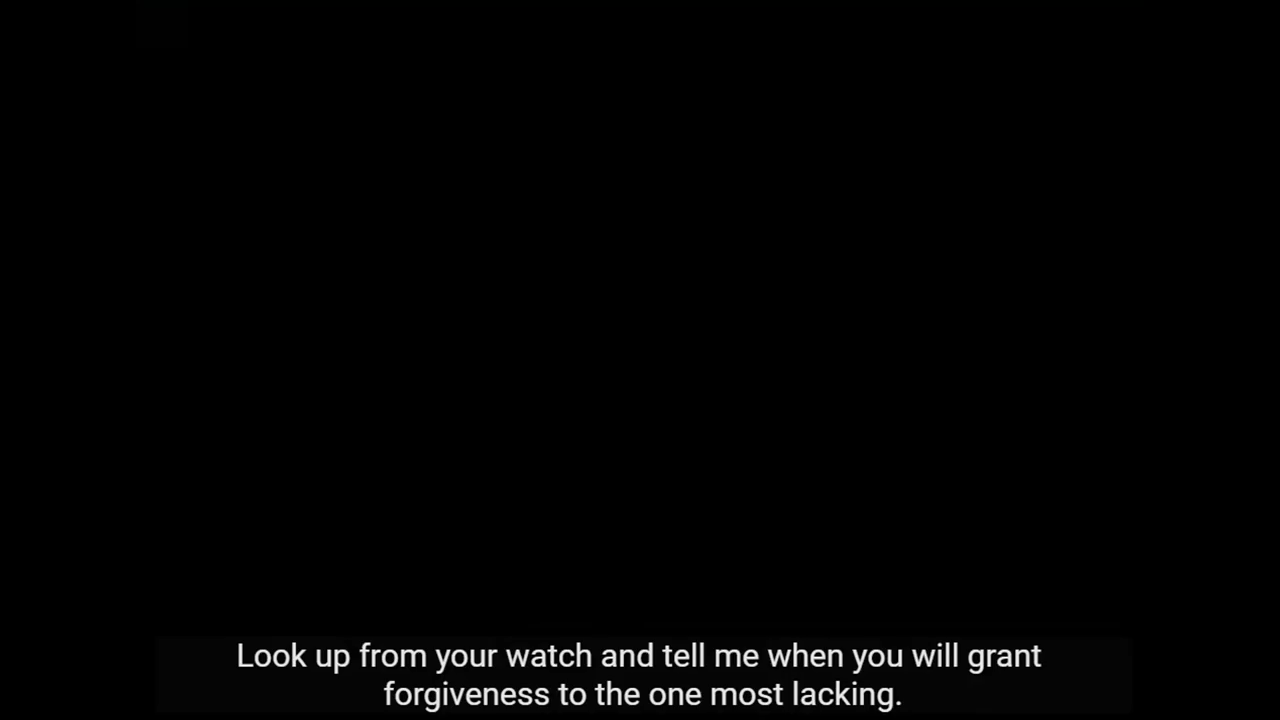 Look up from your watch and tell me when you will grant
forgiveness to the one most lacking.